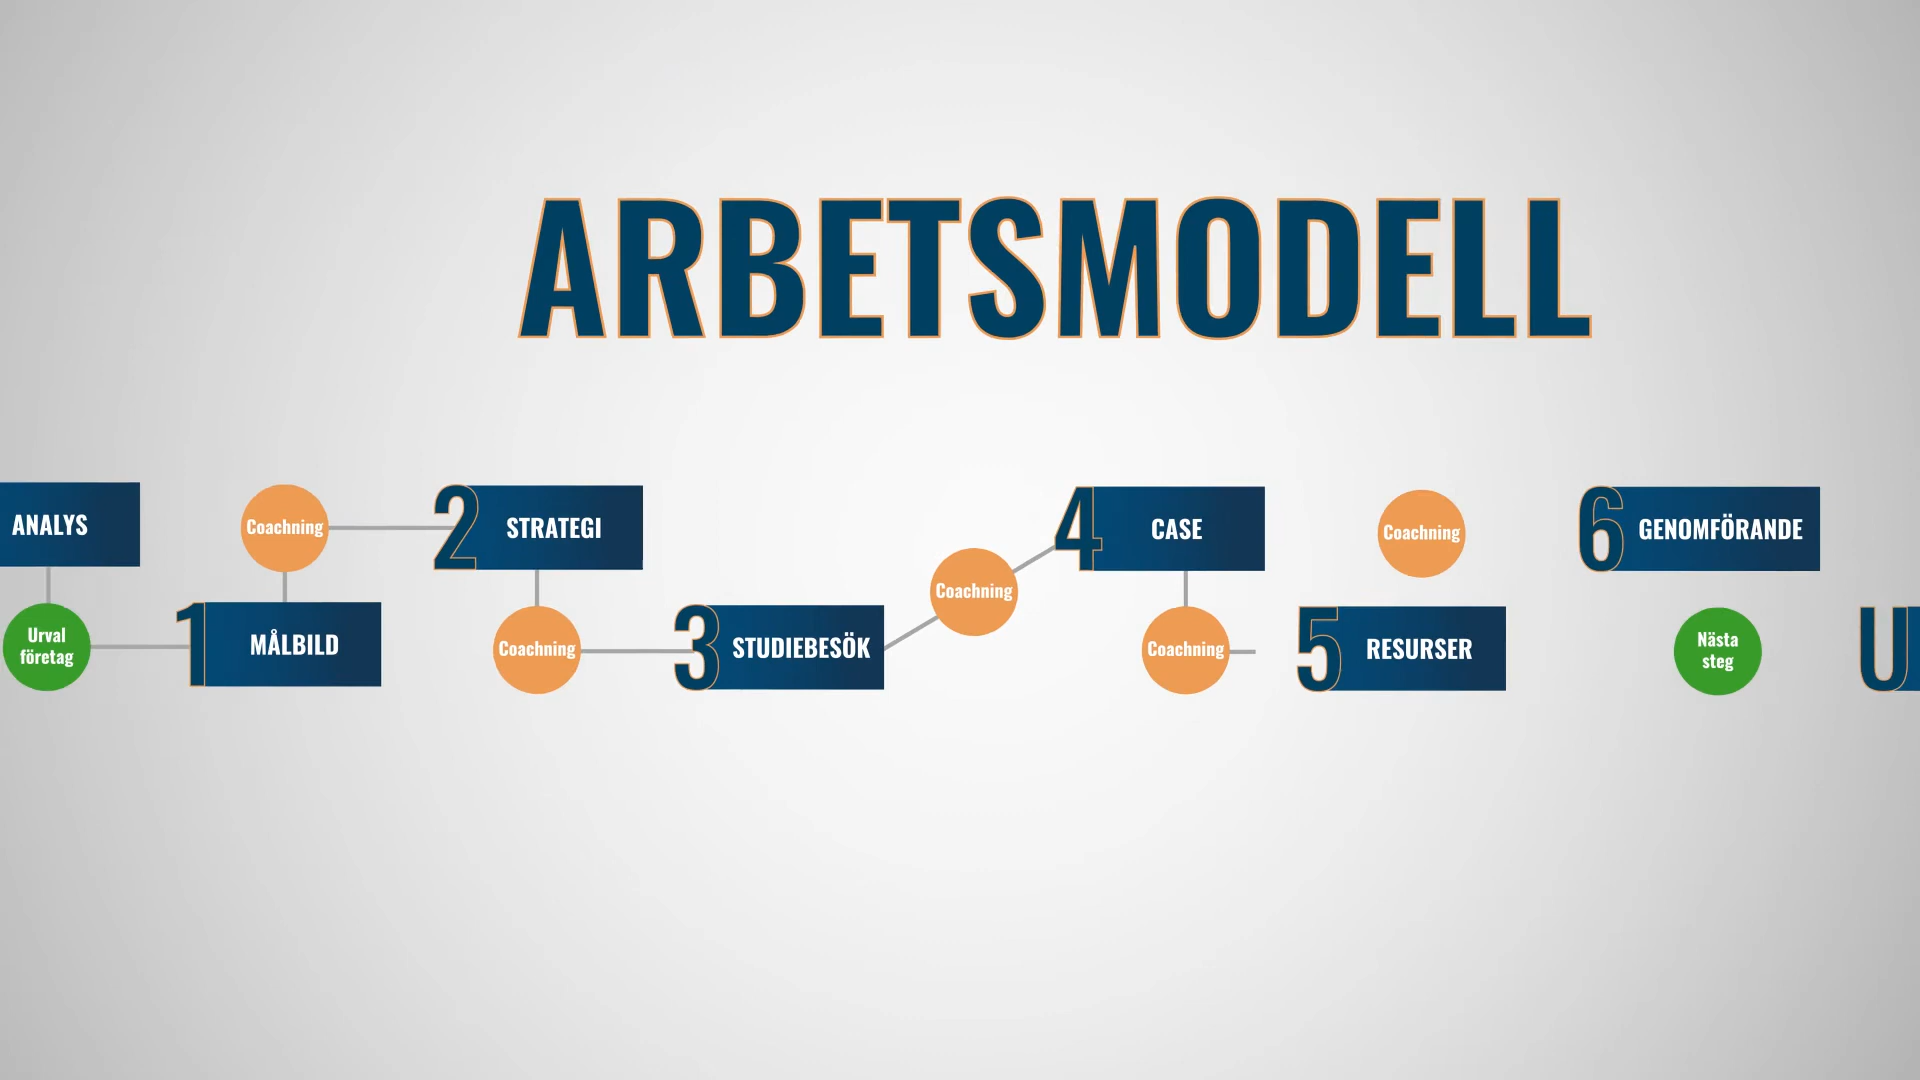 ARBETSMODELL
ANALYS
Urval
företag
1 MÅLBILD
Coachning
2 STRATEGI
Coachning
3 STUDIEBESÖK
Coachning
4 CASE
Coachning
5 RESURSER
Coachning
6 GENOMFÖRANDE
Nästa
steg
U